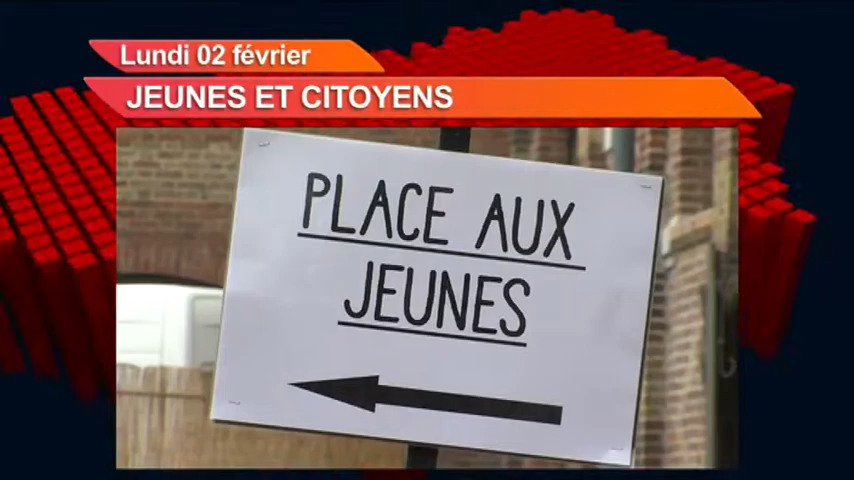 Lundi 02 février
JEUNES ET CITOYENS
PLACE AUX
JEUNES